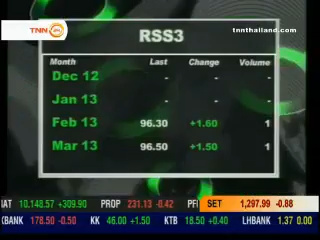 TNN
tnnthailand.com
RSS3
Month Last Change Volume
Dec 12 - - -
Jan 13 - - -
Feb 13 96.30 +1.60 1
Mar 13 96.50 +1.50 1
BAT 10,148.57 +309.90 PROP 231.13 -0.42 PF SET 1,297.99 -0.88
KBANK 178.50 -0.50 KK 46.00 +1.50 KTB 18.50 +0.40 LHBANK 1.37 0.00